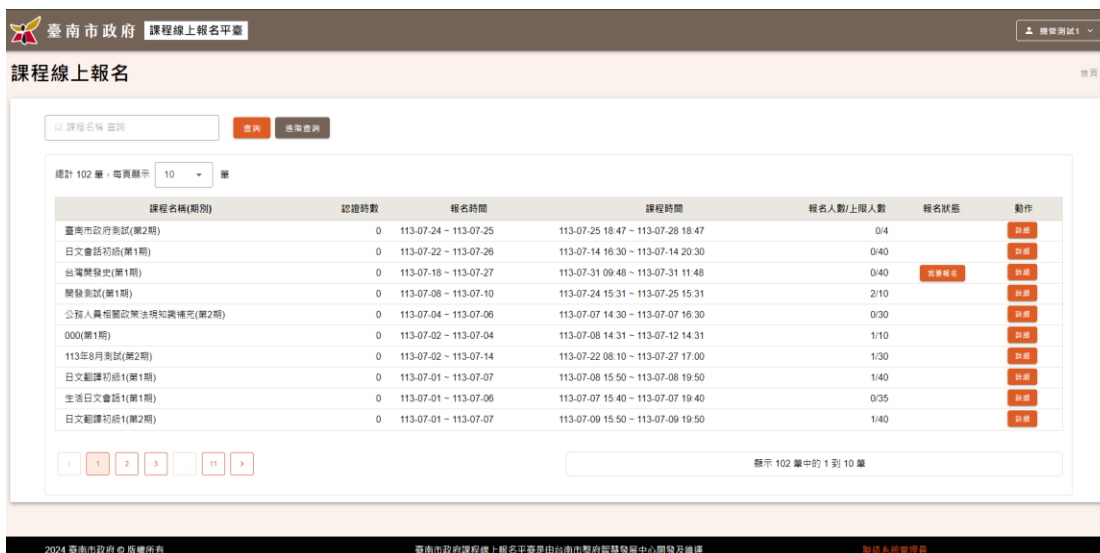 臺南市政府 課程線上報名平臺 機管測試1
課程線上報名 首頁
以 課程名稱 查詢 查詢 進階查詢
總計 102 筆，每頁顯示 10 筆
課程名稱(期別) 認證時數 報名時間 課程時間 報名人數/上限人數 報名狀態 動作
臺南市政府測試(第2期) 0 113-07-24 ~ 113-07-25 113-07-25 18:47 ~ 113-07-28 18:47 0/4 詳細
日文會話初級(第1期) 0 113-07-22 ~ 113-07-26 113-07-14 16:30 ~ 113-07-14 20:30 0/40 詳細
台灣開發史(第1期) 0 113-07-18 ~ 113-07-27 113-07-31 09:48 ~ 113-07-31 11:48 0/40 我要報名 詳細
開發測試(第1期) 0 113-07-08 ~ 113-07-10 113-07-24 15:31 ~ 113-07-25 15:31 2/10 詳細
公務人員相關政策法規知識補充(第2期) 0 113-07-04 ~ 113-07-06 113-07-07 14:30 ~ 113-07-07 16:30 0/30 詳細
000(第1期) 0 113-07-02 ~ 113-07-04 113-07-08 14:31 ~ 113-07-12 14:31 1/10 詳細
113年8月測試(第2期) 0 113-07-02 ~ 113-07-14 113-07-22 08:10 ~ 113-07-27 17:00 1/30 詳細
日文翻譯初級1(第1期) 0 113-07-01 ~ 113-07-07 113-07-08 15:50 ~ 113-07-08 19:50 1/40 詳細
生活日文會話1(第1期) 0 113-07-01 ~ 113-07-06 113-07-07 15:40 ~ 113-07-07 19:40 0/35 詳細
日文翻譯初級1(第2期) 0 113-07-01 ~ 113-07-07 113-07-09 15:50 ~ 113-07-09 19:50 1/40 詳細
< 1 2 3 ... 11 > 顯示 102 筆中的 1 到 10 筆
2024 臺南市政府 © 版權所有 臺南市政府課程線上報名平臺是由台南市政府智慧發展中心開發及維運 聯絡系統管理員